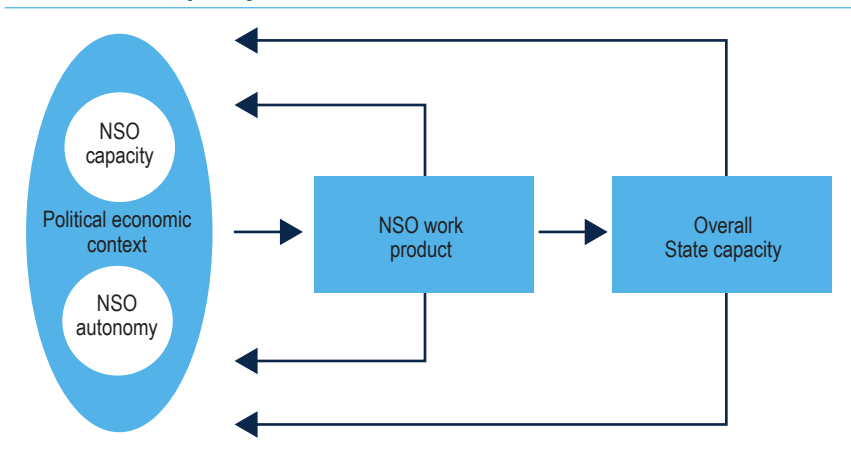 NSO
capacity
Political economic
context
NSO
autonomy
NSO work
product
Overall
State capacity